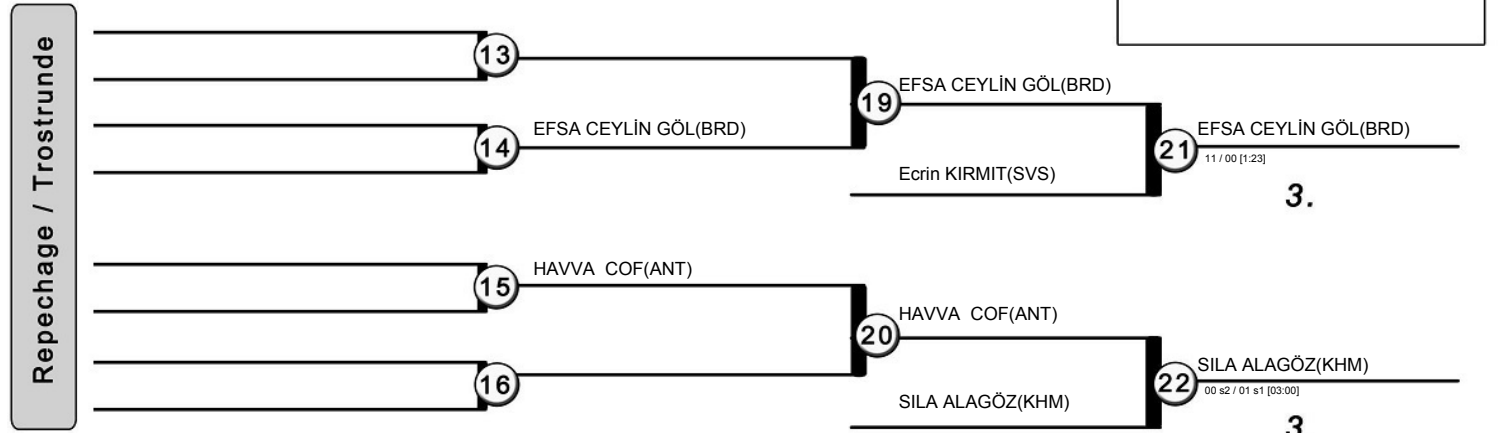 Repechage / Trostrunde
13
14
EFSA CEYLİN GÖL(BRD)
19
EFSA CEYLİN GÖL(BRD)
Ecrin KIRMIT(SVS)
21
EFSA CEYLİN GÖL(BRD)
11 / 00 [1:23]
3.
15
HAVVA  COF(ANT)
16
20
HAVVA  COF(ANT)
SILA ALAGÖZ(KHM)
22
SILA ALAGÖZ(KHM)
00 s2 / 01 s1 [03:00]
3